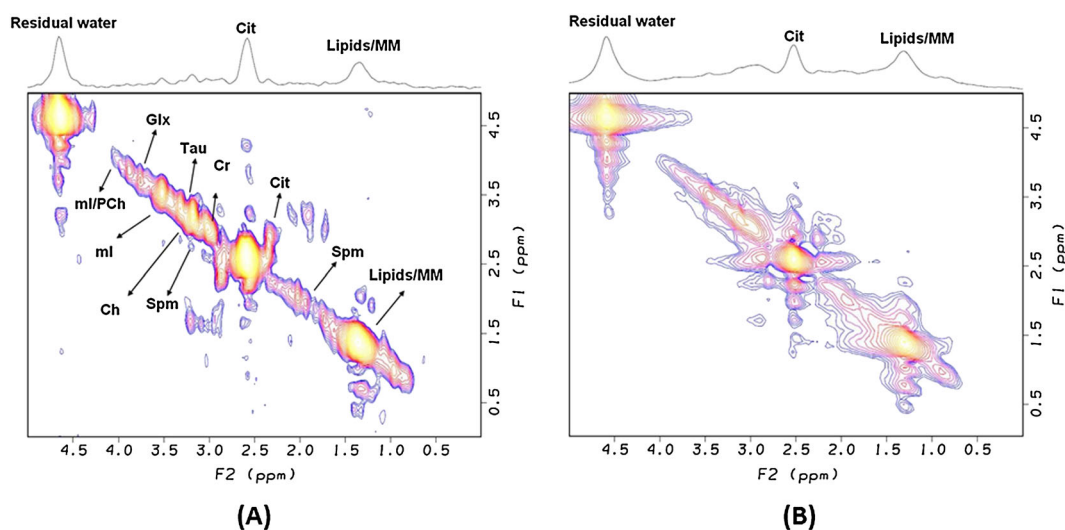 Residual water
Cit
Lipids/MM
Glx
Tau
Cr
Cit
mI/PCh
mI
Ch
Spm
Spm
Lipids/MM
4.5
3.5
2.5
1.5
0.5
F1 (ppm)
4.5 4.0 3.5 3.0 2.5 2.0 1.5 0.5
F2 (ppm)
(A)
Residual water
Cit
Lipids/MM
4.5
3.5
2.5
1.5
0.5
F1 (ppm)
4.5 4.0 3.5 3.0 2.5 2.0 1.5 0.5
F2 (ppm)
(B)